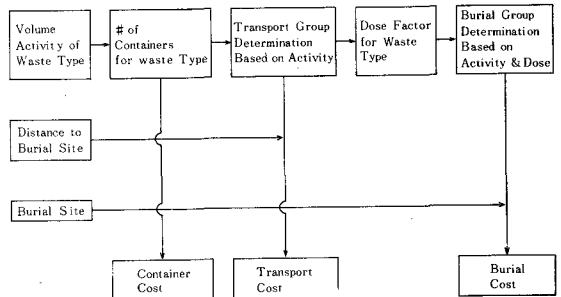 Volume
Activity of
Waste Type
# of
Containers
for waste Type
Transport Group
Determination
Based on Activity
Dose Factor
for Waste
Type
Burial Group
Determination
Based on
Activity & Dose
Distance to
Burial Site
Burial Site
Container
Cost
Transport
Cost
Burial
Cost